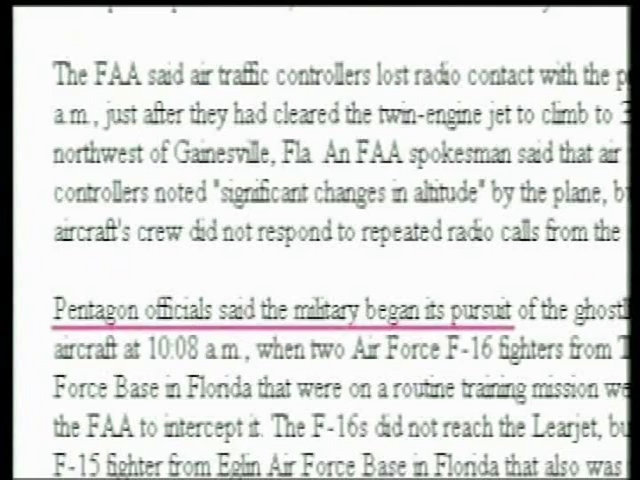 The FAA said air traffic controllers lost radio contact with the p
a.m., just after they had cleared the twin-engine jet to climb to 3
northwest of Gainesville, Fla. An FAA spokesman said that air
controllers noted "significant changes in altitude" by the plane, b
aircraft's crew did not respond to repeated radio calls from the
Pentagon officials said the military began its pursuit of the ghostl
aircraft at 10:08 a.m., when two Air Force F-16 fighters from T
Force Base in Florida that were on a routine training mission we
the FAA to intercept it. The F-16s did not reach the Learjet, bu
F-15 fighter from Eglin Air Force Base in Florida that also was